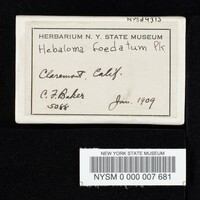 NYSd4313
HERBARIUM N. Y. STATE MUSEUM
Hebaloma foedatum Pk
Claremont, Calif.
C. F. Baker Jan. 1909
5088
NEW YORK STATE MUSEUM
NYSM 0 000 007 681